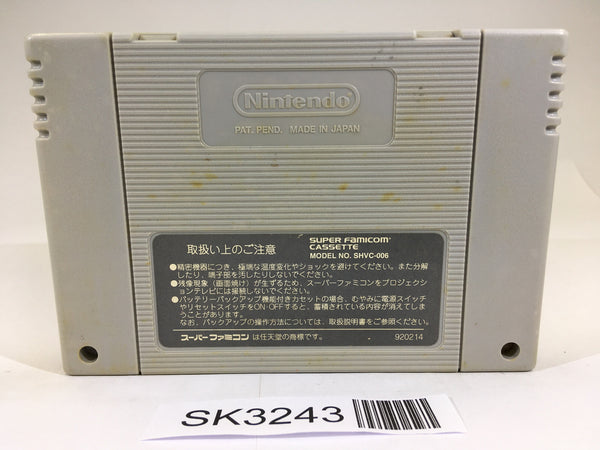 Nintendo
PAT. PEND. MADE IN JAPAN
取扱い上のご注意
SUPER FAMICOM
CASSETTE
MODEL NO. SHVC-006
●精密機器につき、極端な温度変化やショックを避けてください。また分解
したり、端子部を汚したりしないでください。
●残像現象（画面焼け）が生ずるため、スーパーファミコンをプロジェクシ
ョンテレビには接続しないでください。
●バッテリーバックアップ機能付きカセットの場合、むやみに電源スイッチ
やリセットスイッチをON・OFFすると、蓄積されている内容が消えてしま
うことがあります。
なお、バックアップの操作方法については、取扱説明書をご参照ください。
スーパーファミコン は任天堂の商標です。
920214
SK3243